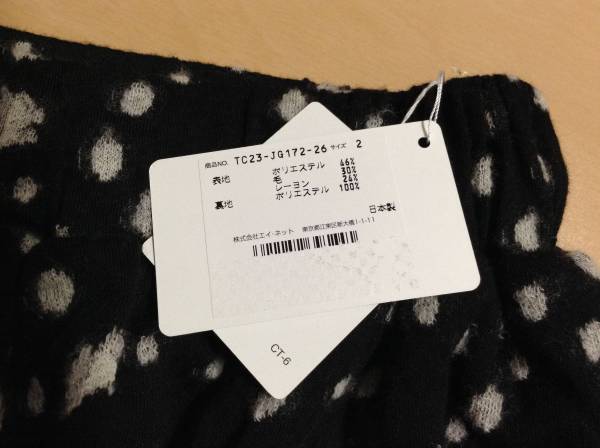 商品NO. TC23-JG172-26 サイズ 2
表地 ポリエステル 46%
毛 30%
レーヨン 24%
裏地 ポリエステル 100%
日本製
株式会社エイ・ネット 東京都江東区新大橋1-1-11
CT-6